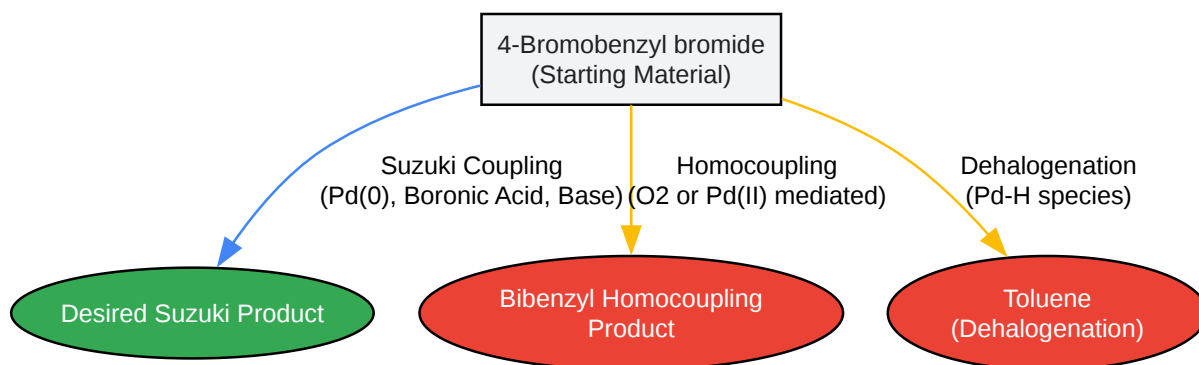 4-Bromobenzyl bromide
(Starting Material)
Suzuki Coupling
(Pd(0), Boronic Acid, Base)
Homocoupling
(O2 or Pd(II) mediated)
Dehalogenation
(Pd-H species)
Desired Suzuki Product
Bibenzyl Homocoupling
Product
Toluene
(Dehalogenation)